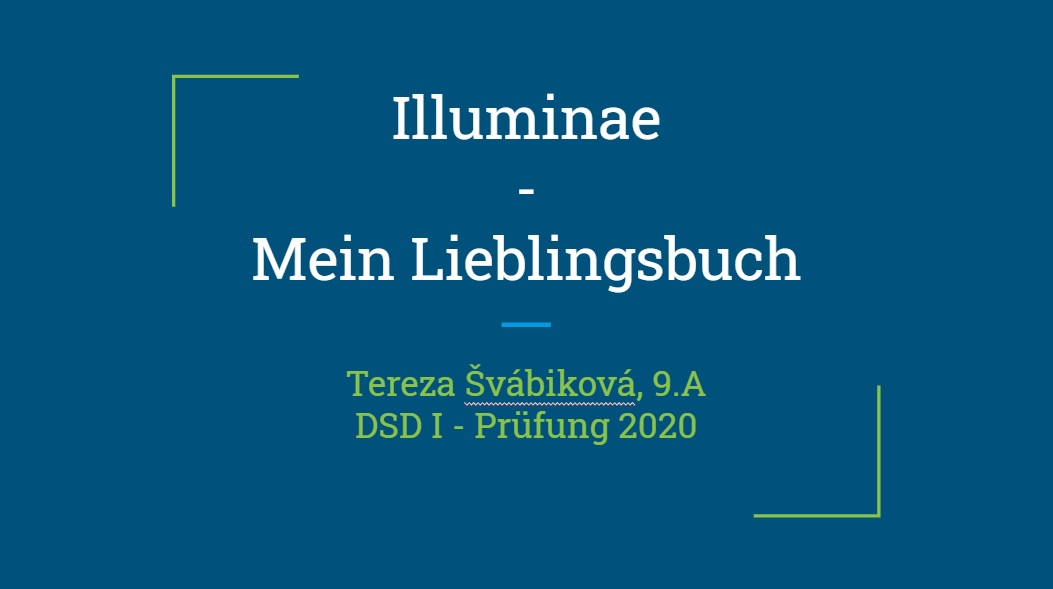 Illuminae
-
Mein Lieblingsbuch
Tereza Švábiková, 9.A
DSD I - Prüfung 2020